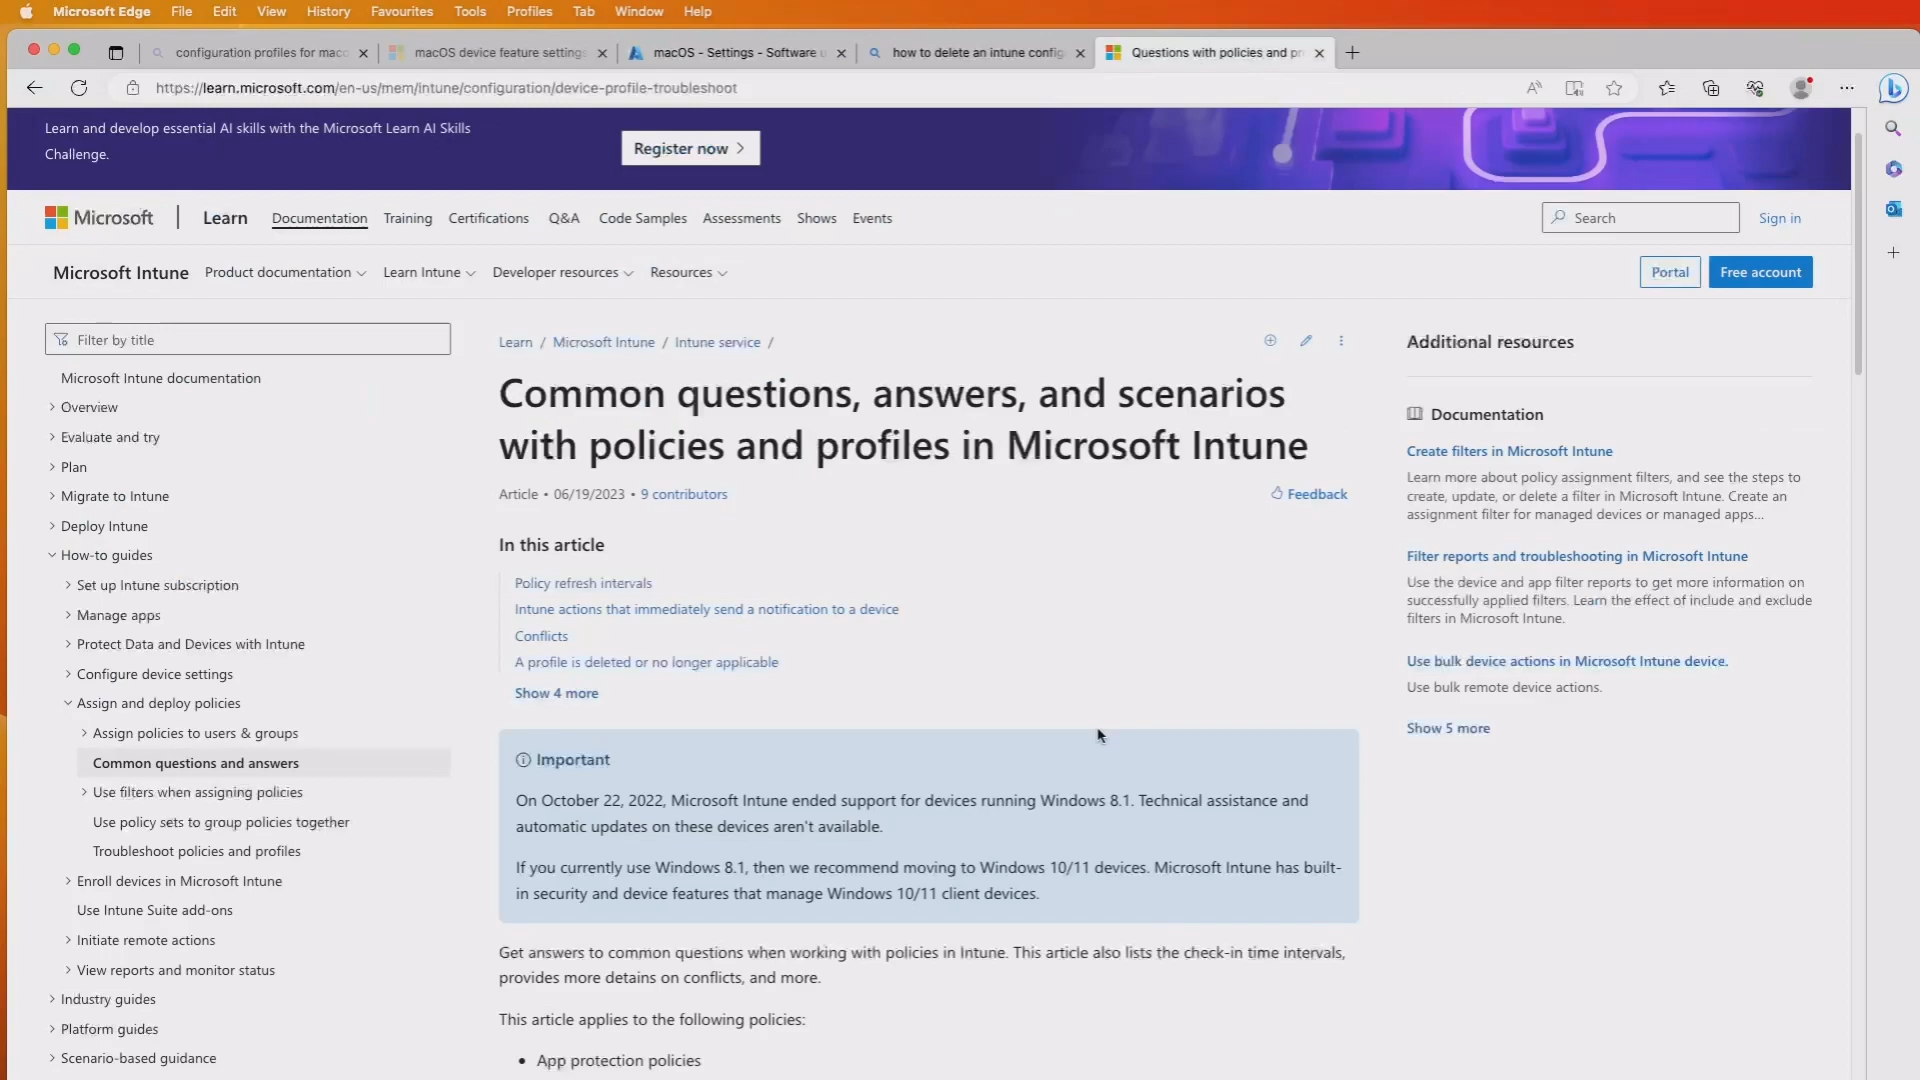 Microsoft Edge File Edit View History Favourites Tools Profiles Tab Window Help
configuration profiles for maco
macOS device feature settings
macOS - Settings - Software u
how to delete an intune config
Questions with policies and pr
https://learn.microsoft.com/en-us/mem/intune/configuration/device-profile-troubleshoot
Learn and develop essential AI skills with the Microsoft Learn AI Skills
Challenge.
Register now
Microsoft Learn Documentation Training Certifications Q&A Code Samples Assessments Shows Events
Search
Sign in
Microsoft Intune Product documentation Learn Intune Developer resources Resources
Portal
Free account
Filter by title
Microsoft Intune documentation
Overview
Evaluate and try
Plan
Migrate to Intune
Deploy Intune
How-to guides
Set up Intune subscription
Manage apps
Protect Data and Devices with Intune
Configure device settings
Assign and deploy policies
Assign policies to users & groups
Common questions and answers
Use filters when assigning policies
Use policy sets to group policies together
Troubleshoot policies and profiles
Enroll devices in Microsoft Intune
Use Intune Suite add-ons
Initiate remote actions
View reports and monitor status
Industry guides
Platform guides
Scenario-based guidance
Learn / Microsoft Intune / Intune service /
Common questions, answers, and scenarios
with policies and profiles in Microsoft Intune
Article • 06/19/2023 • 9 contributors
Feedback
In this article
Policy refresh intervals
Intune actions that immediately send a notification to a device
Conflicts
A profile is deleted or no longer applicable
Show 4 more
Important
On October 22, 2022, Microsoft Intune ended support for devices running Windows 8.1. Technical assistance and
automatic updates on these devices aren't available.
If you currently use Windows 8.1, then we recommend moving to Windows 10/11 devices. Microsoft Intune has built-
in security and device features that manage Windows 10/11 client devices.
Get answers to common questions when working with policies in Intune. This article also lists the check-in time intervals,
provides more detains on conflicts, and more.
This article applies to the following policies:
• App protection policies
Additional resources
Documentation
Create filters in Microsoft Intune
Learn more about policy assignment filters, and see the steps to
create, update, or delete a filter in Microsoft Intune. Create an
assignment filter for managed devices or managed apps...
Filter reports and troubleshooting in Microsoft Intune
Use the device and app filter reports to get more information on
successfully applied filters. Learn the effect of include and exclude
filters in Microsoft Intune.
Use bulk device actions in Microsoft Intune device.
Use bulk remote device actions.
Show 5 more